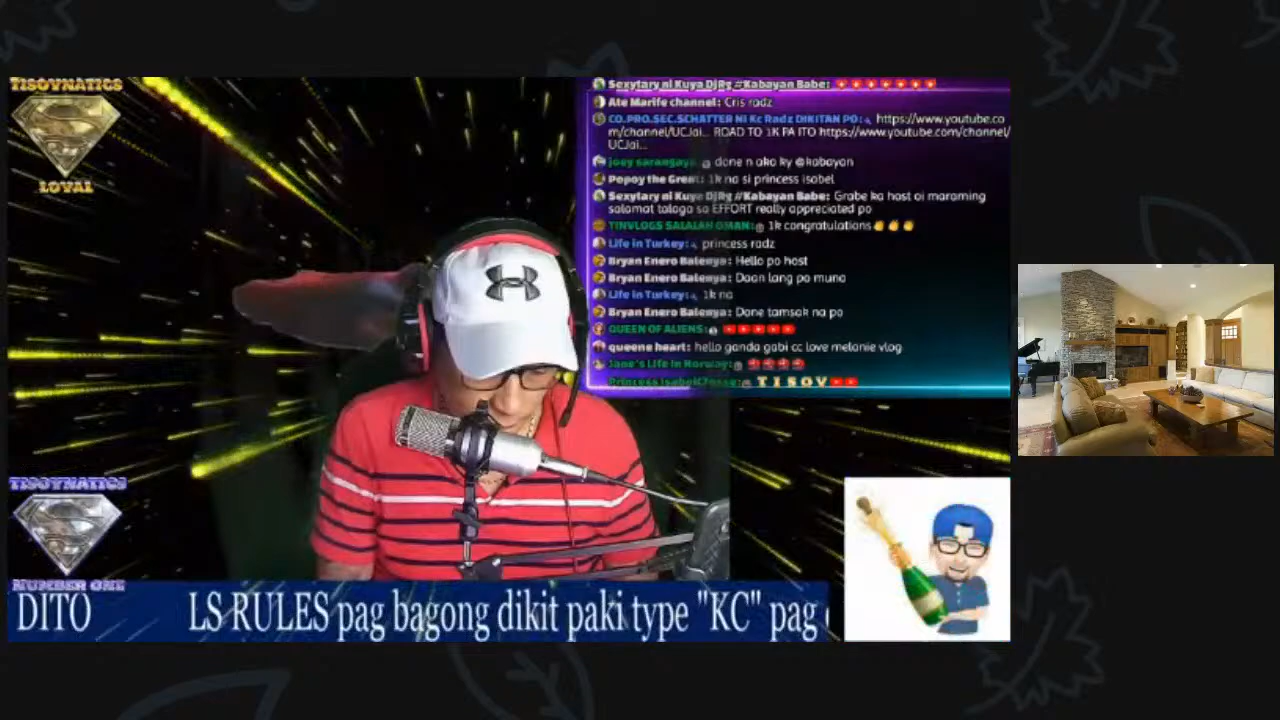 TISOYNATICS
LOYAL
Sexytary ni Kuya DjRg #Kabayan Babe:
Ate Marife channel: Cris radz
CO.PRO.SEC.SCHATTER NI Kc Radz DIKITAN PO: https://www.youtube.co
m/channel/UCJai... ROAD TO 1K PA ITO https://www.youtube.com/channel/
UCJai...
joey sarangaya done n ako ky @kabayan
Popoy the Great: 1k na si princess isabel
Sexytary ni Kuya DjRg #Kabayan Babe: Grabe ka host oi maraming
salamat talaga sa EFFORT really appreciated po
TINVLOGS SALALAH OMAN: 1k congratulations
Life in Turkey: princess radz
Bryan Enero Balenya: Hello po host
Bryan Enero Balenya: Daan lang po muna
Life in Turkey: 1k na
Bryan Enero Balenya: Done tamsak na po
QUEEN OF ALIENS:
queene heart: hello ganda gabi cc love melanie vlog
Jane's Life in Norway:
Princess Isabel TISOY
TISOYNATICS
NUMBER ONE
DITO LS RULES pag bagong dikit paki type "KC" pag